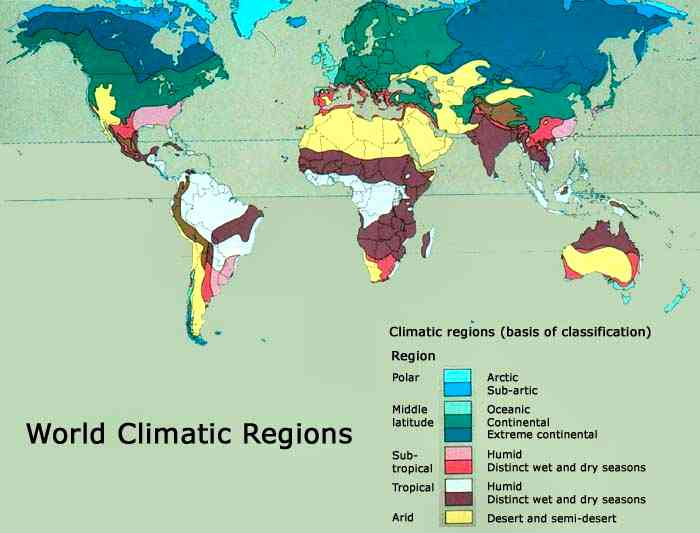 Climatic regions (basis of classification)
Region
Polar
Arctic
Sub-artic
Middle
latitude
Oceanic
Continental
Extreme continental
Sub-
tropical
Humid
Distinct wet and dry seasons
Tropical
Humid
Distinct wet and dry seasons
Arid
Desert and semi-desert
World Climatic Regions